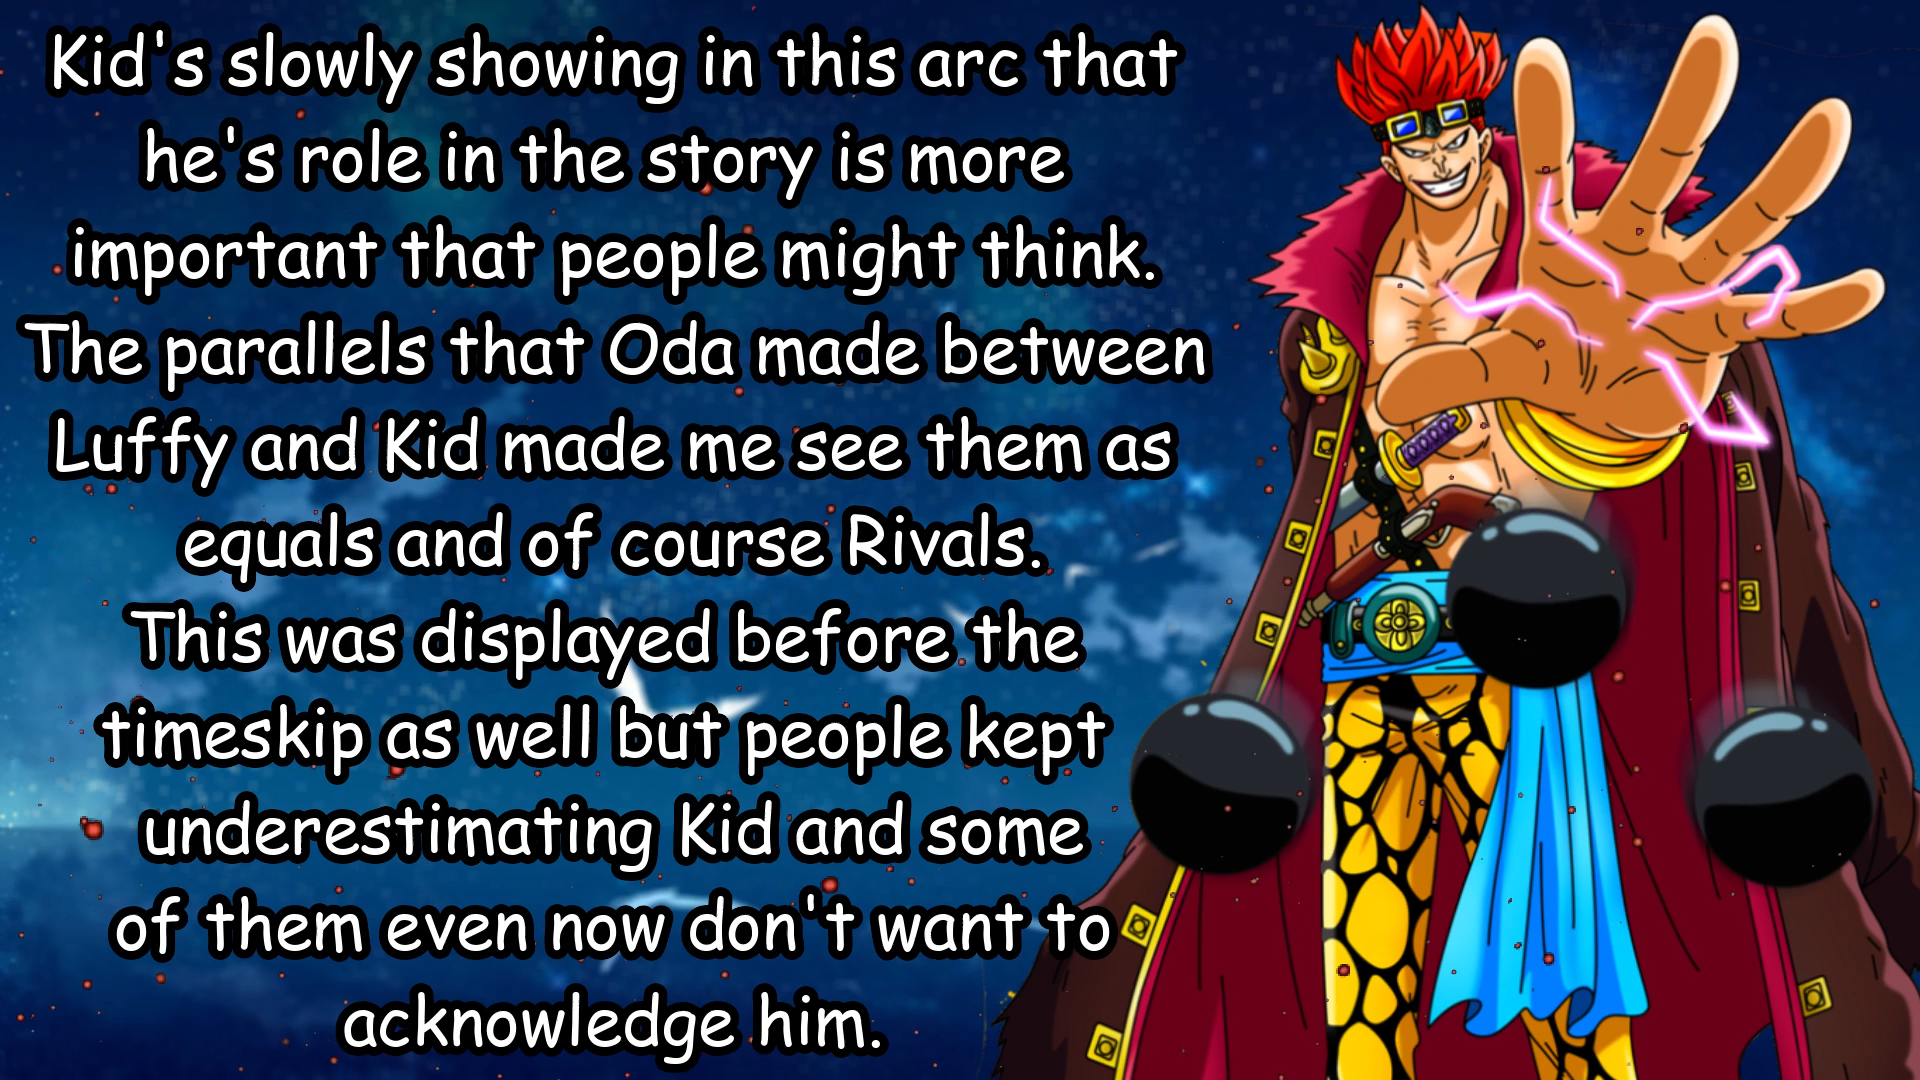 Kid's slowly showing in this arc that
he's role in the story is more
important that people might think.
The parallels that Oda made between
Luffy and Kid made me see them as
equals and of course Rivals.
This was displayed before the
timeskip as well but people kept
underestimating Kid and some
of them even now don't want to
acknowledge him.